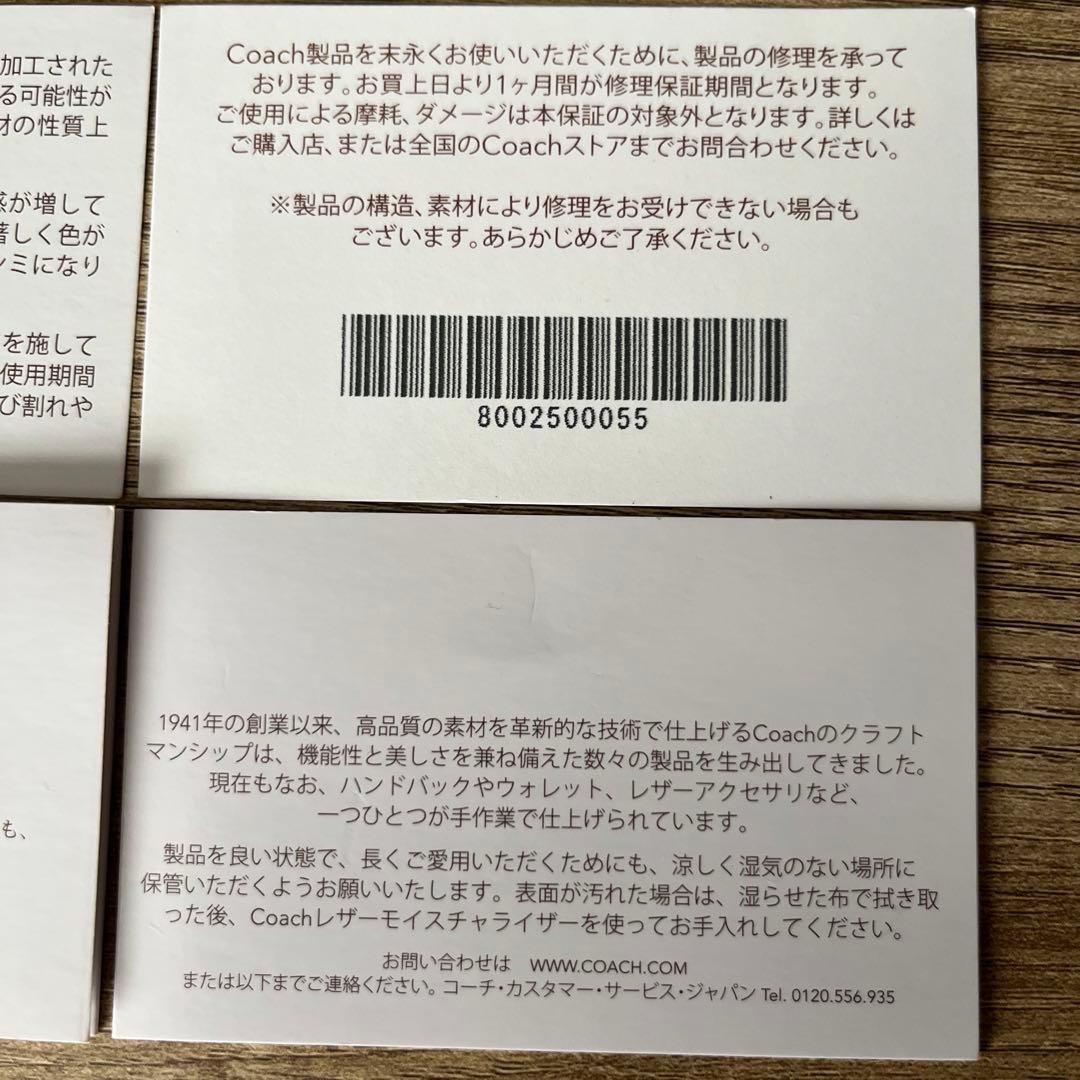 加工された
る可能性が
材の性質上
感が増して
著しく色が
シミになり
を施して
使用期間
び割れや
Coach製品を末永くお使いいただくために、製品の修理を承って
おります。お買上日より1ヶ月間が修理保証期間となります。
ご使用による摩耗、ダメージは本保証の対象外となります。詳しくは
ご購入店、または全国のCoachストアまでお問合わせください。
※製品の構造、素材により修理をお受けできない場合も
ございます。あらかじめご了承ください。
8002500055
も、
1941年の創業以来、高品質の素材を革新的な技術で仕上げるCoachのクラフト
マンシップは、機能性と美しさを兼ね備えた数々の製品を生み出してきました。
現在もなお、ハンドバックやウォレット、レザーアクセサリなど、
一つひとつが手作業で仕上げられています。
製品を良い状態で、長くご愛用いただくためにも、涼しく湿気のない場所に
保管いただくようお願いいたします。表面が汚れた場合は、湿らせた布で拭き取
った後、Coachレザーモイスチャライザーを使ってお手入れしてください。
お問い合わせは WWW.COACH.COM
または以下までご連絡ください。コーチ・カスタマー・サービス・ジャパン Tel. 0120.556.935